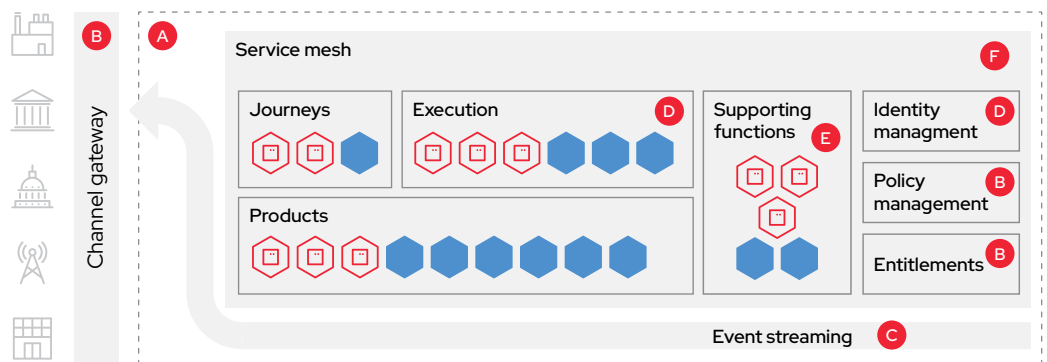 B
Channel gateway
A
Service mesh
F
Journeys
Execution
D
Supporting
functions
E
Identity
managment
D
Policy
management
B
Products
Entitlements
B
Event streaming
C